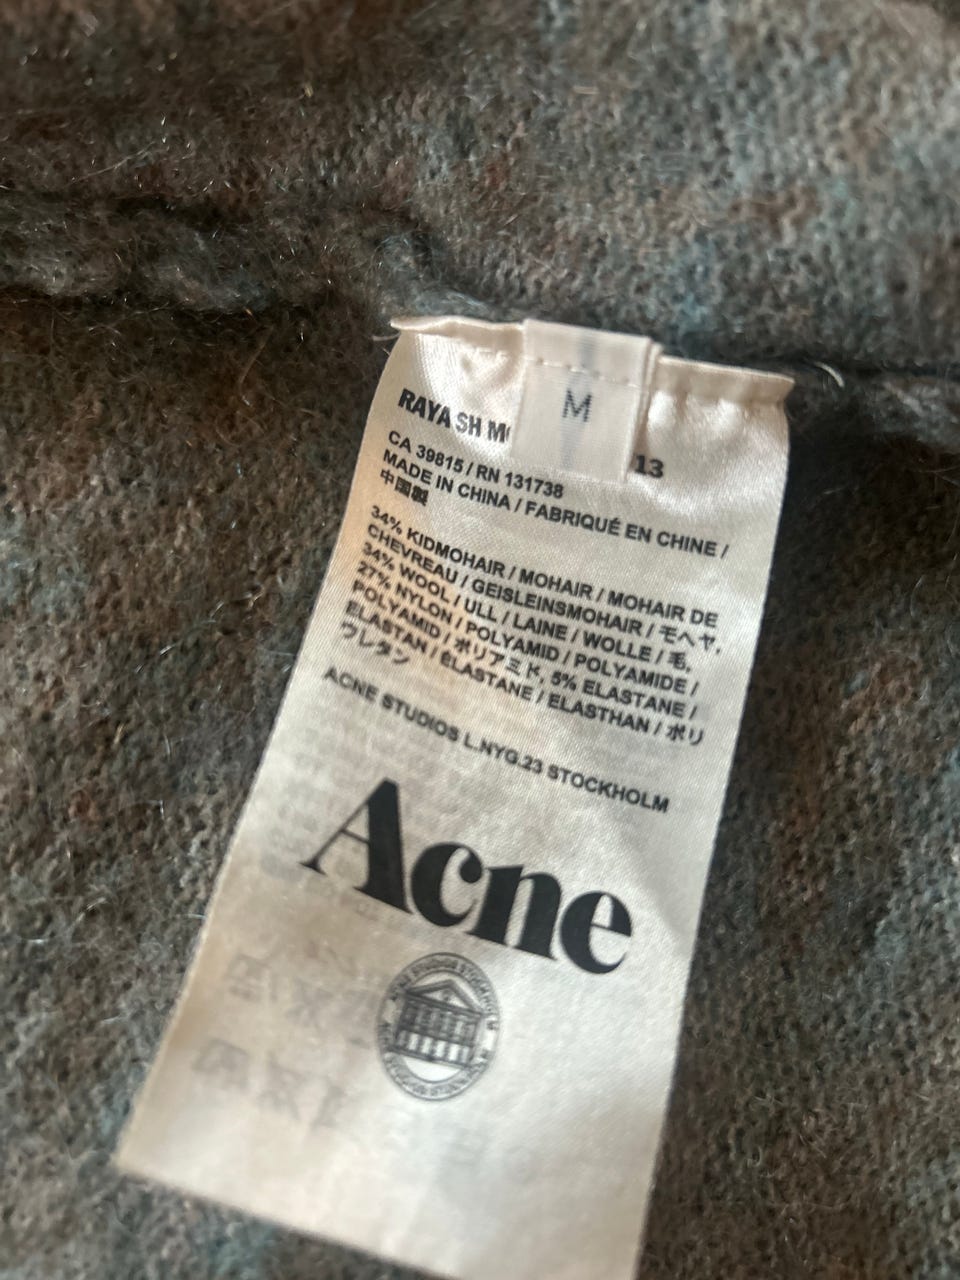 M
RAYA SH M
13
CA 39815 / RN 131738
MADE IN CHINA / FABRIQUÉ EN CHINE /
中国製
34% KIDMOHAIR / MOHAIR / MOHAIR DE
CHEVREAU / GEISLEINSMOHAIR / モヘヤ,
34% WOOL / ULL / LAINE / WOLLE / 毛,
27% NYLON / POLYAMID / POLYAMIDE /
POLYAMID / ポリアミド, 5% ELASTANE /
ELASTAN / ÉLASTANE / ELASTHAN / ポリ
ウレタン
ACNE STUDIOS L.NYG.23 STOCKHOLM
Acne